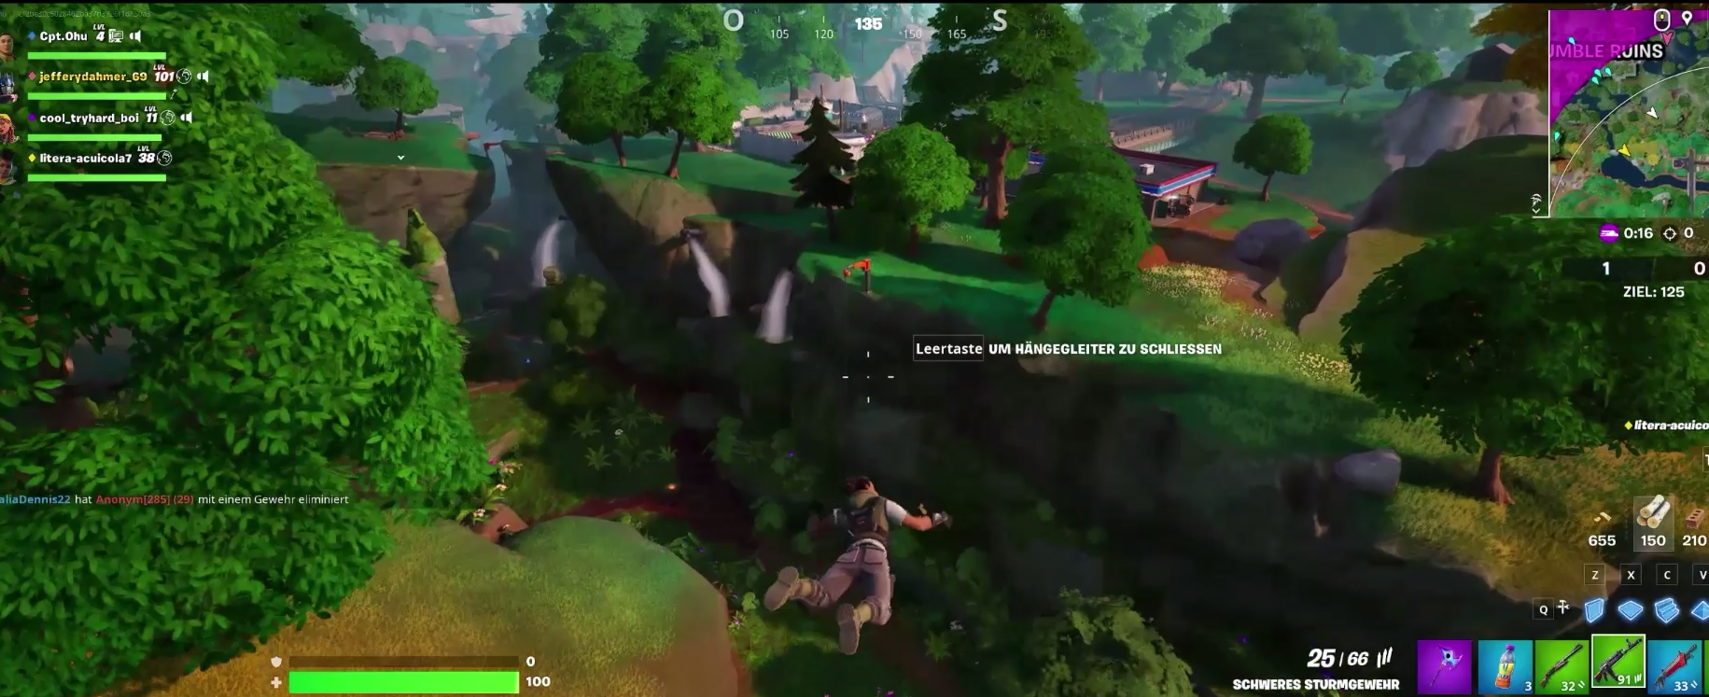 O 105 120 135 150 165 S 195
Cpt.Ohu LVL 4
jefferydahmer_69 LVL 101
cool_tryhard_boi LVL 11
litera-acuicola7 LVL 38
UMBLE RUINS
0:16 0
1 0
ZIEL: 125
Leertaste UM HÄNGEGLEITER ZU SCHLIESSEN
litera-acuico
aliaDennis22 hat Anonym[285] (29) mit einem Gewehr eliminiert
655 150 210
Z X C V
Q
0
100
25 / 66
SCHWERES STURMGEWEHR
3 32 91 33